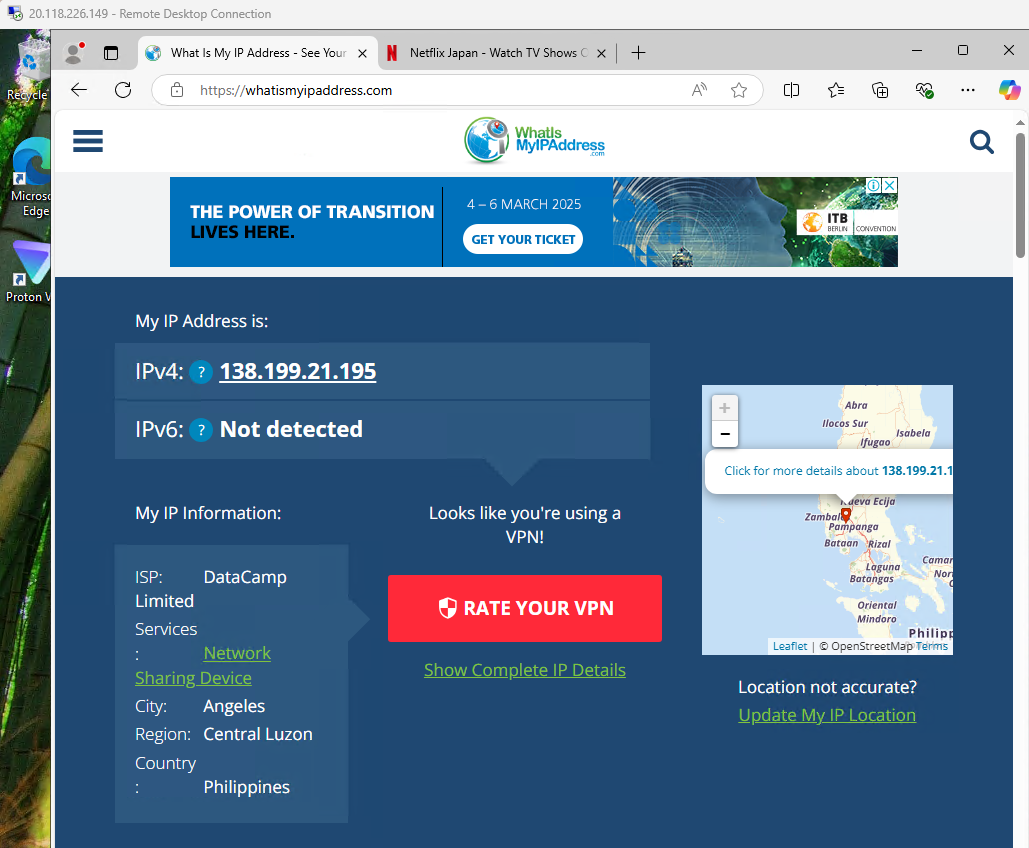 20.118.226.149 - Remote Desktop Connection
What Is My IP Address - See Your
Netflix Japan - Watch TV Shows
https://whatismyipaddress.com
Recycle
Microso
Edge
Proton V
WhatIs
MyIPAddress
.com
THE POWER OF TRANSITION
LIVES HERE.
4 – 6 MARCH 2025
GET YOUR TICKET
ITB
BERLIN
CONVENTION
My IP Address is:
IPv4: ? 138.199.21.195
IPv6: ? Not detected
My IP Information:
ISP: DataCamp
Limited
Services
: Network
Sharing Device
City: Angeles
Region: Central Luzon
Country
: Philippines
Looks like you're using a
VPN!
RATE YOUR VPN
Show Complete IP Details
+
−
Abra
Ilocos Sur
Isabela
Ifugao
Click for more details about 138.199.21.1
Nueva Ecija
Zambal
Pampanga
Bataan
Rizal
Laguna
Camar
Batangas
Nor
Oriental
Mindoro
Philipp
Leaflet | © OpenStreetMap Terms
Location not accurate?
Update My IP Location